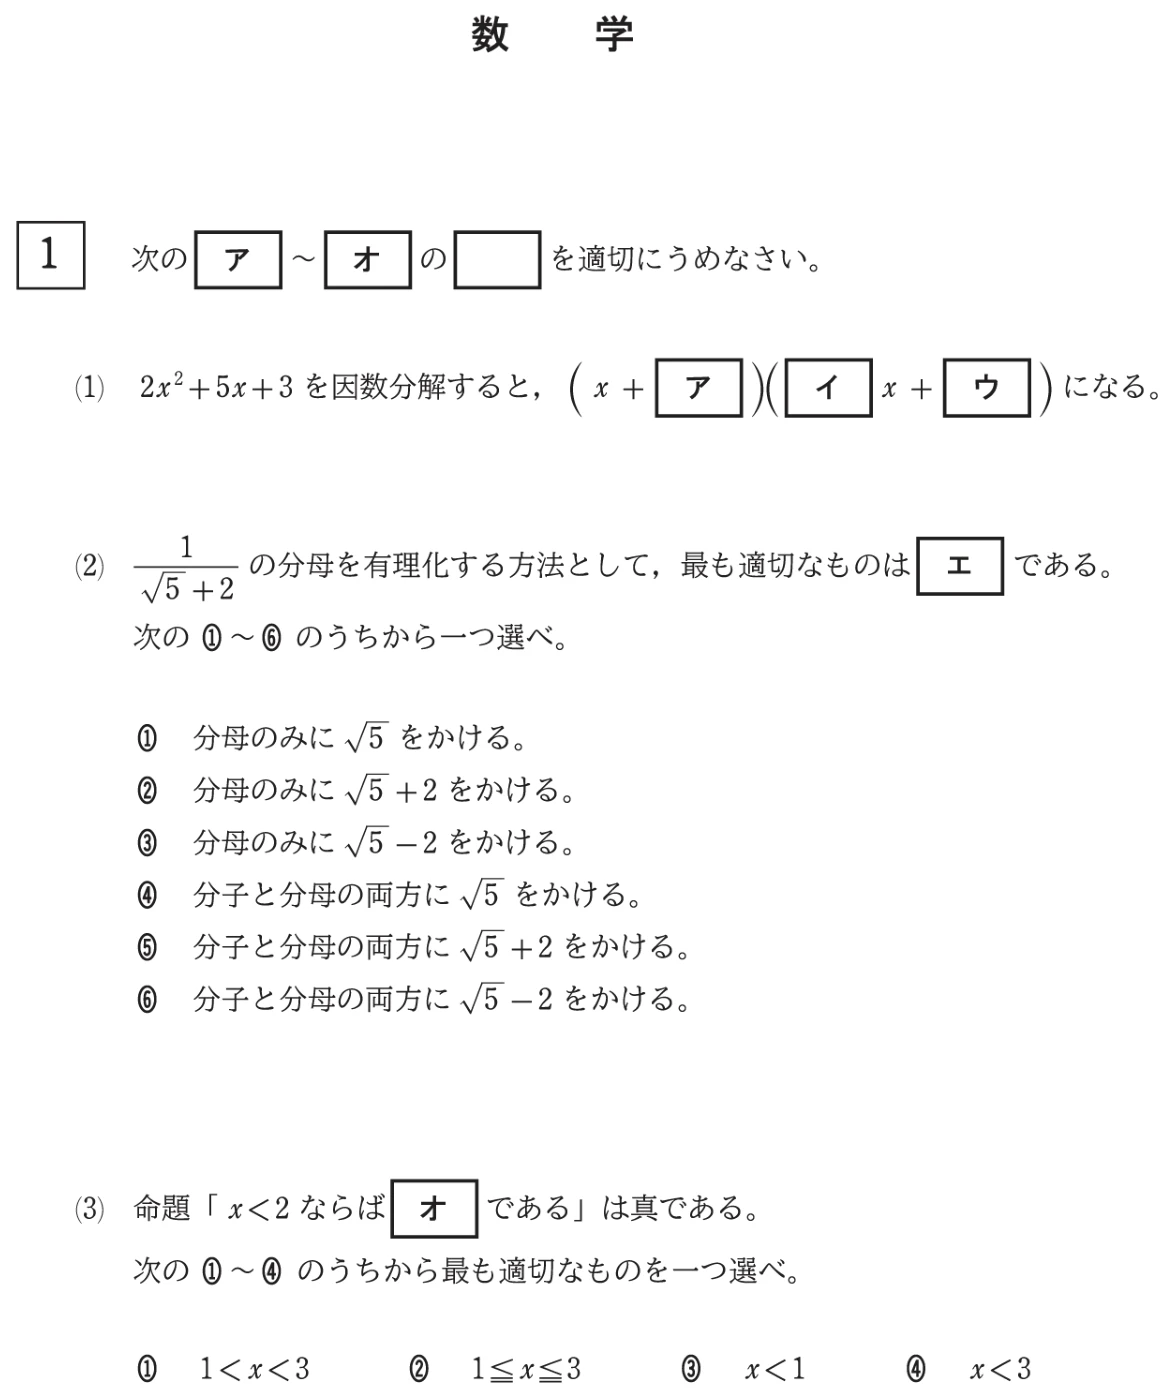 数 学
1 次の ア ～ オ の を適切にうめなさい。
(1) 2x²+5x+3 を因数分解すると, ( x + ア )( イ x + ウ ) になる。
(2) 1/(√5+2) の分母を有理化する方法として, 最も適切なものは エ である。
次の ① ～ ⑥ のうちから一つ選べ。
① 分母のみに √5 をかける。
② 分母のみに √5 +2 をかける。
③ 分母のみに √5 −2 をかける。
④ 分子と分母の両方に √5 をかける。
⑤ 分子と分母の両方に √5 +2 をかける。
⑥ 分子と分母の両方に √5 −2 をかける。
(3) 命題「 x<2 ならば オ である」は真である。
次の ① ～ ④ のうちから最も適切なものを一つ選べ。
① 1<x<3 ② 1≦x≦3 ③ x<1 ④ x<3